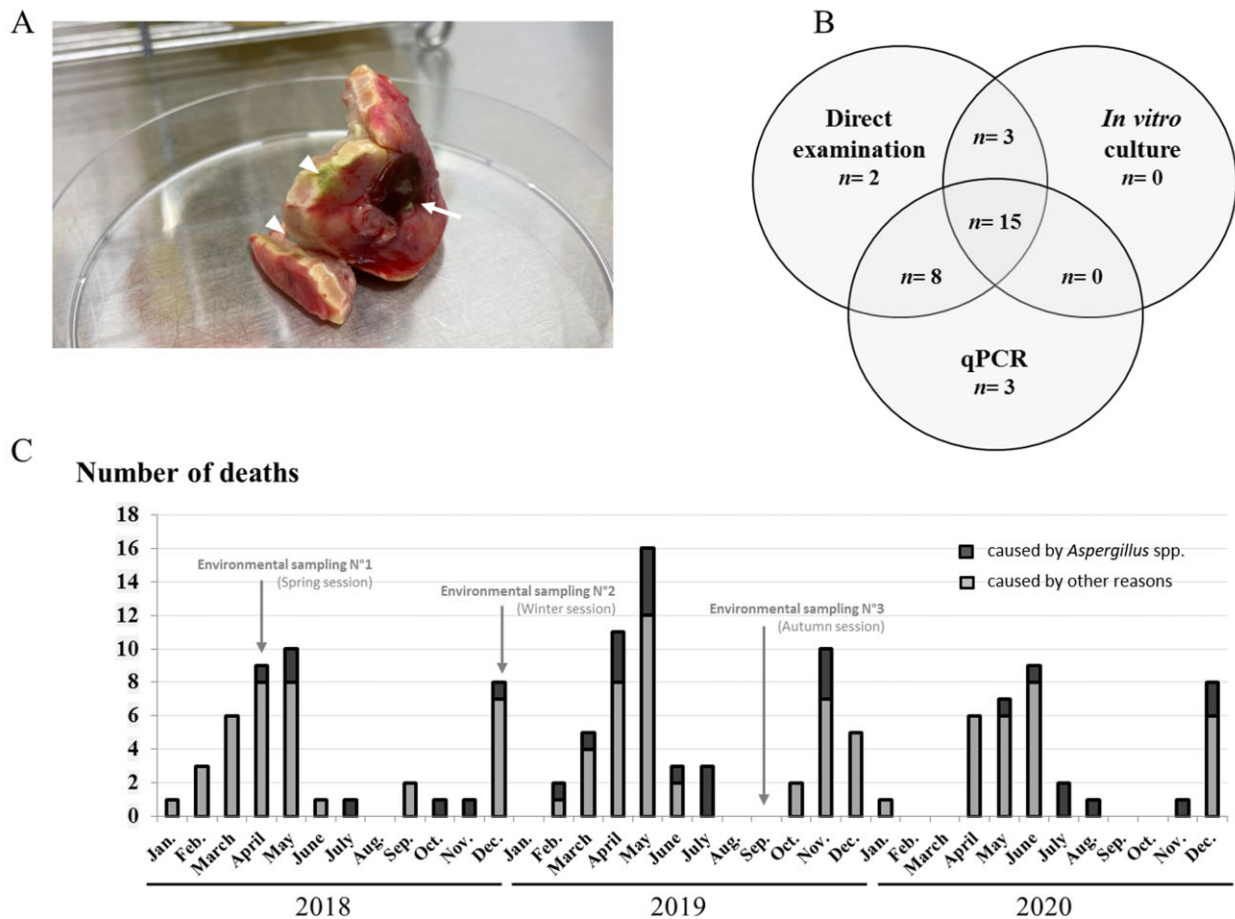 A
B
Direct
examination
n= 2
n= 3
In vitro
culture
n= 0
n= 15
n= 8
n= 0
qPCR
n= 3
C
Number of deaths
18
16
14
12
10
8
6
4
2
0
Environmental sampling N°1
(Spring session)
Environmental sampling N°2
(Winter session)
Environmental sampling N°3
(Autumn session)
caused by Aspergillus spp.
caused by other reasons
Jan. Feb. March April May June July Aug. Sep. Oct. Nov. Dec. Jan. Feb. March April May June July Aug. Sep. Oct. Nov. Dec. Jan. Feb. March April May June July Aug. Sep. Oct. Nov. Dec.
2018 2019 2020